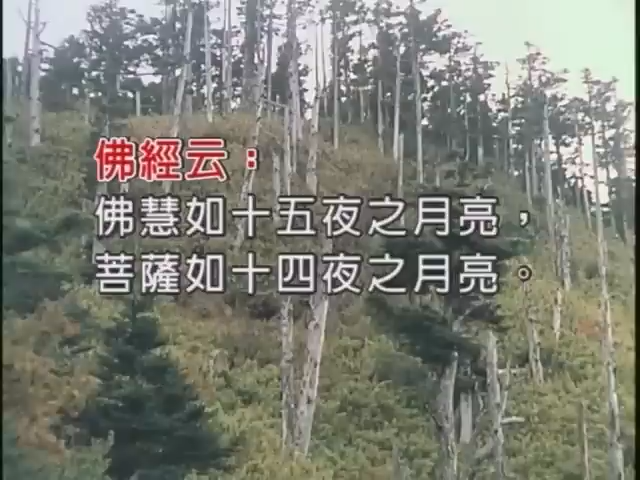 佛經云：
佛慧如十五夜之月亮，
菩薩如十四夜之月亮。